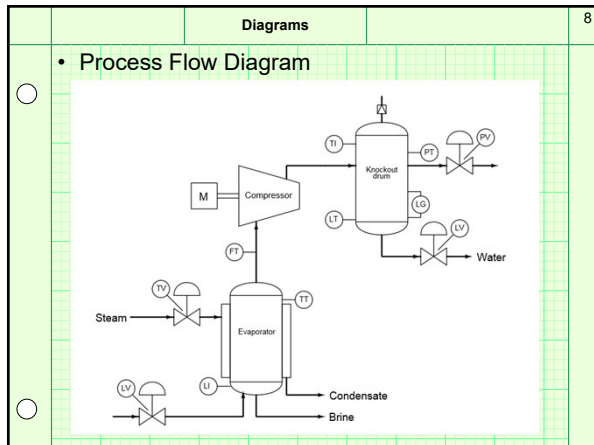 Diagrams
8
• Process Flow Diagram
TI
PT
PV
Knockout
drum
M
Compressor
LG
LT
LV
FT
Water
TV
TT
Steam
Evaporator
LV
LI
Condensate
Brine